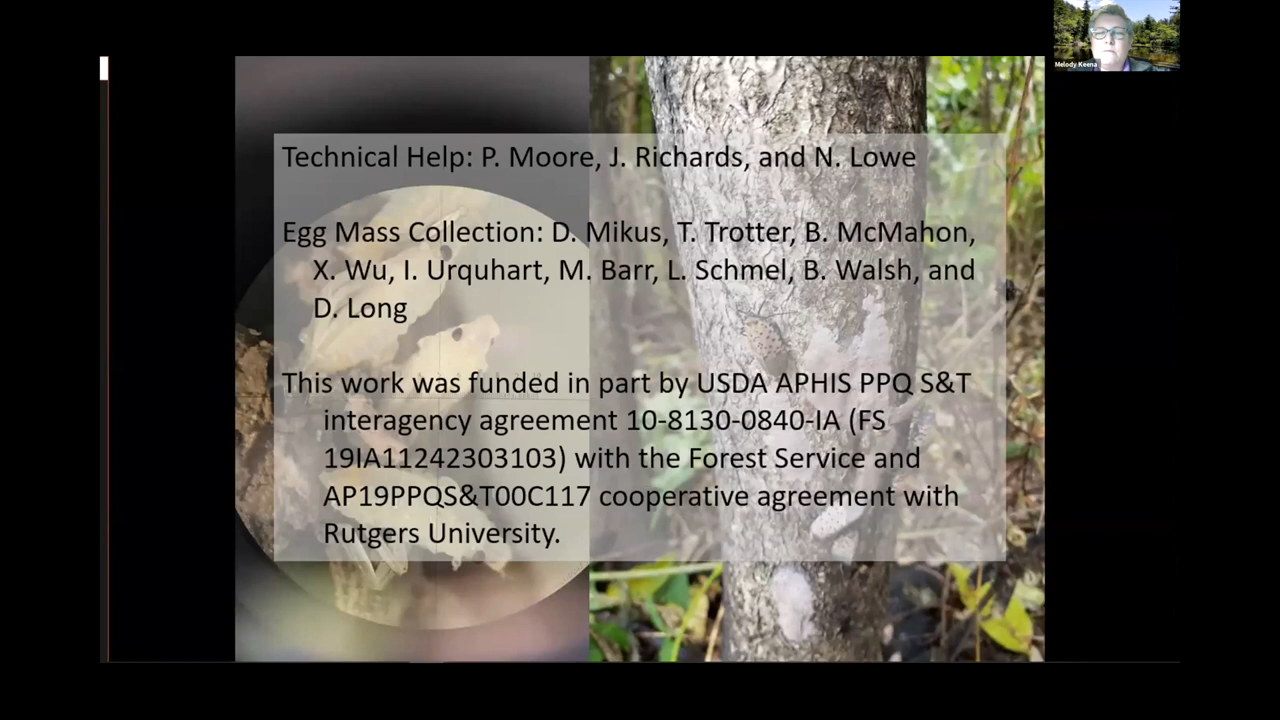 Melody Keena
Technical Help: P. Moore, J. Richards, and N. Lowe
Egg Mass Collection: D. Mikus, T. Trotter, B. McMahon,
X. Wu, I. Urquhart, M. Barr, L. Schmel, B. Walsh, and
D. Long
This work was funded in part by USDA APHIS PPQ S&T
interagency agreement 10-8130-0840-IA (FS
19IA11242303103) with the Forest Service and
AP19PPQS&T00C117 cooperative agreement with
Rutgers University.